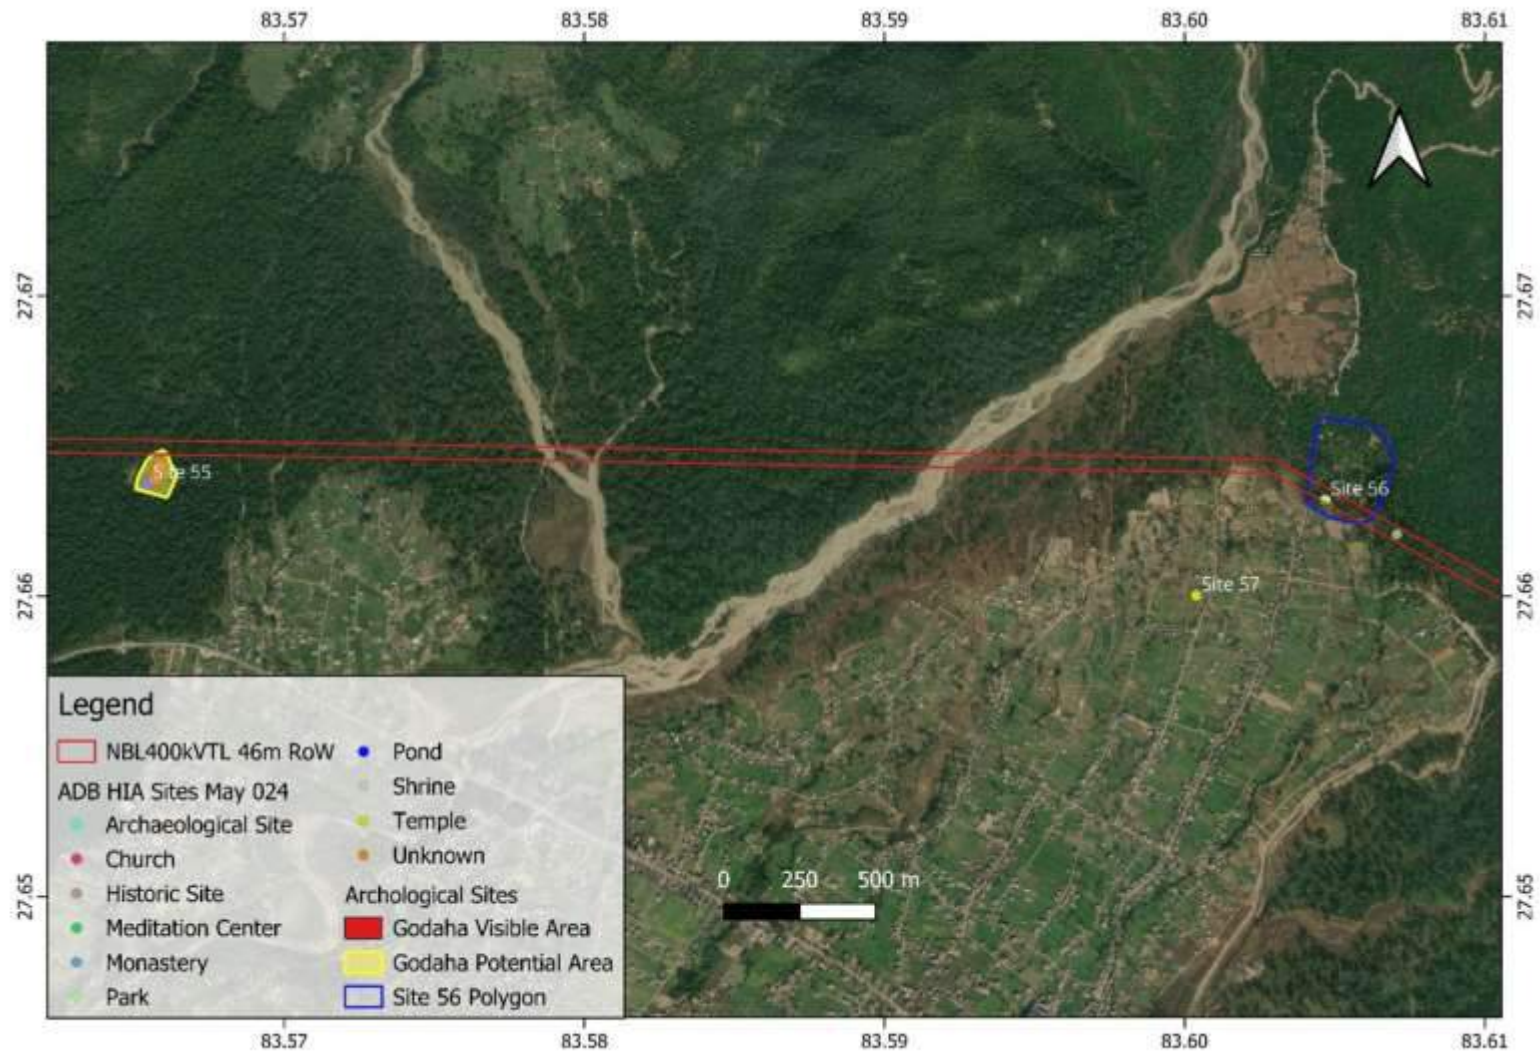 83.57 83.58 83.59 83.60 83.61
27.67 27.67
Site 55
Site 56
Site 57
27.66 27.66
Legend
NBL400kVTL 46m RoW
ADB HIA Sites May 024
Archaeological Site
Church
Historic Site
Meditation Center
Monastery
Park
Pond
Shrine
Temple
Unknown
Archological Sites
Godaha Visible Area
Godaha Potential Area
Site 56 Polygon
0 250 500 m
27.65 27.65
83.57 83.58 83.59 83.60 83.61